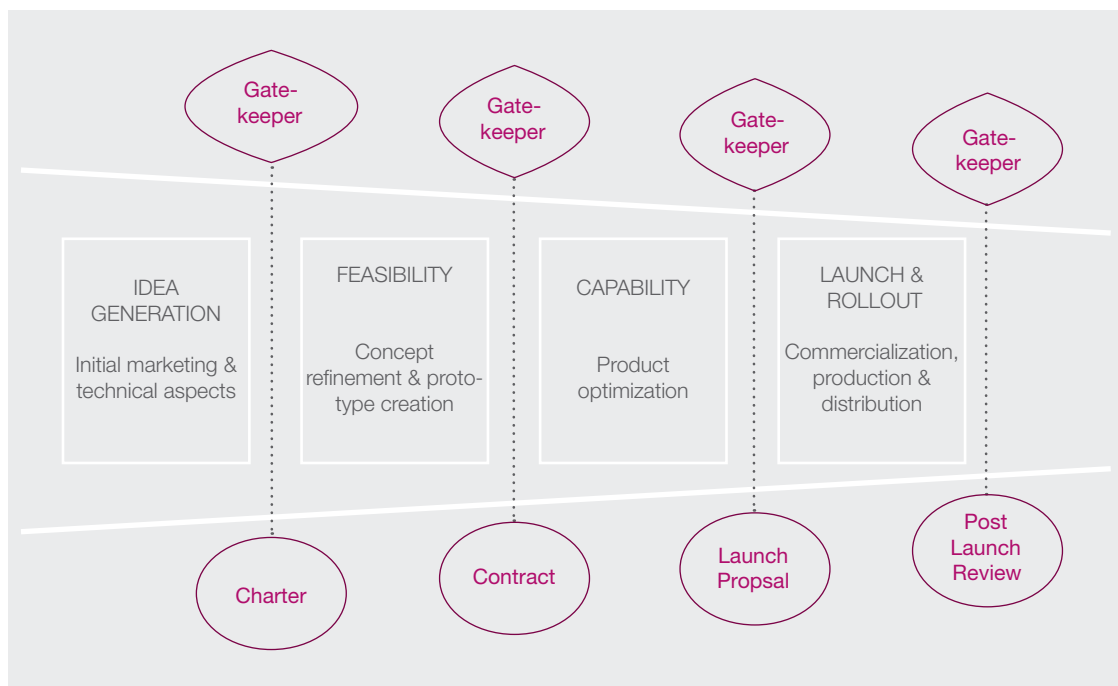 Gate-
keeper
Gate-
keeper
Gate-
keeper
Gate-
keeper
IDEA
GENERATION
Initial marketing &
technical aspects
FEASIBILITY
Concept
refinement & proto-
type creation
CAPABILITY
Product
optimization
LAUNCH &
ROLLOUT
Commercialization,
production &
distribution
Charter
Contract
Launch
Propsal
Post
Launch
Review